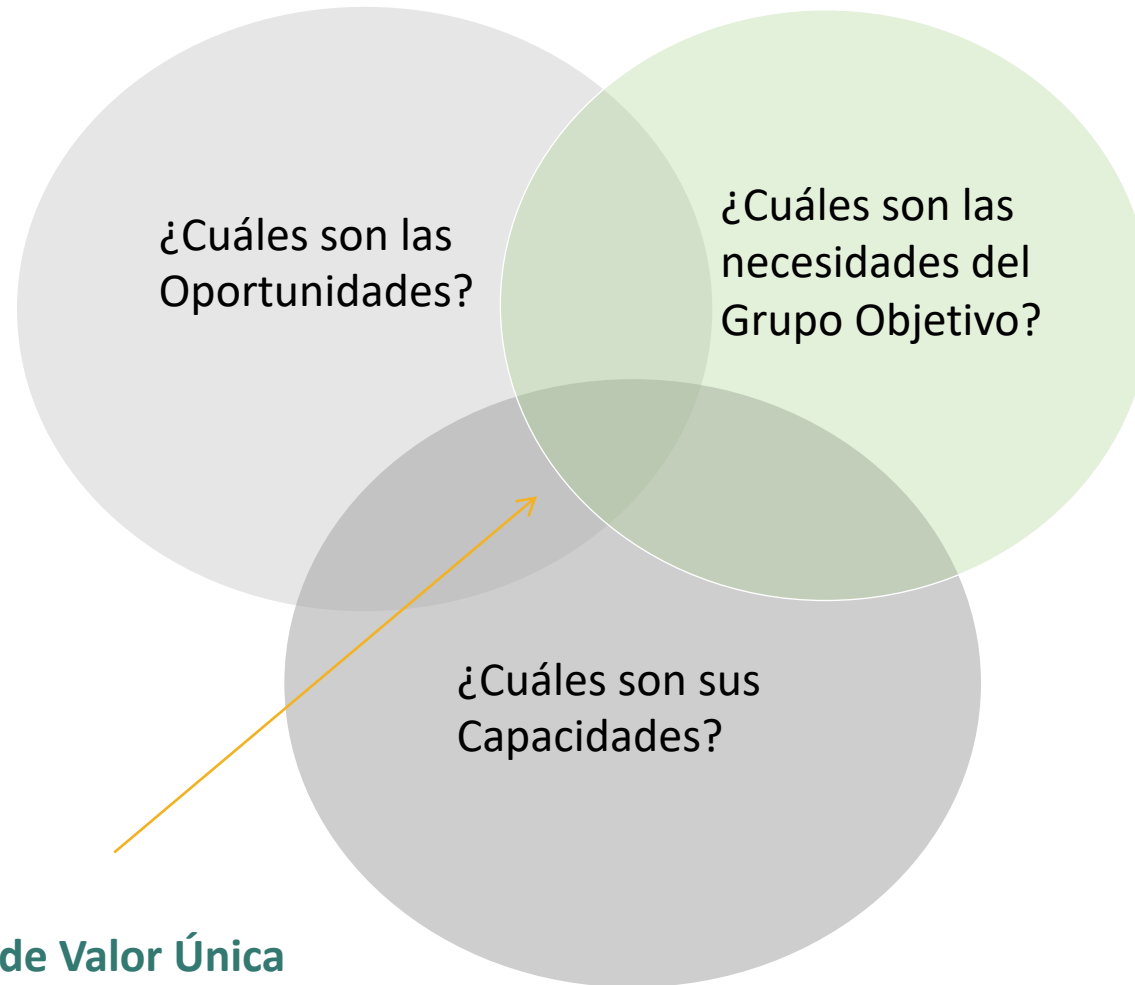 ¿Cuáles son las
Oportunidades?
¿Cuáles son las
necesidades del
Grupo Objetivo?
¿Cuáles son sus
Capacidades?
de Valor Única